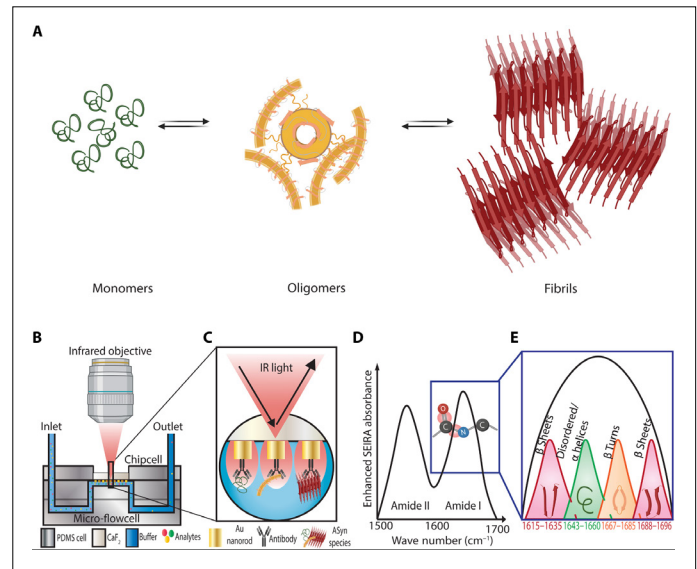 A
Monomers
Oligomers
Fibrils
B
C
D
E
Infrared objective
Inlet
Outlet
Chipcell
Micro-flowcell
IR light
Enhanced SEIRA absorbance
O
C
N
C
Amide II
Amide I
1500
1600
1700
Wave number (cm⁻¹)
β Sheets
Disordered/
α helices
β Turns
β Sheets
1615–1635
1643–1660
1667–1685
1688–1696
PDMS cell
CaF₂
Buffer
Analytes
Au
nanorod
Antibody
ASyn
species